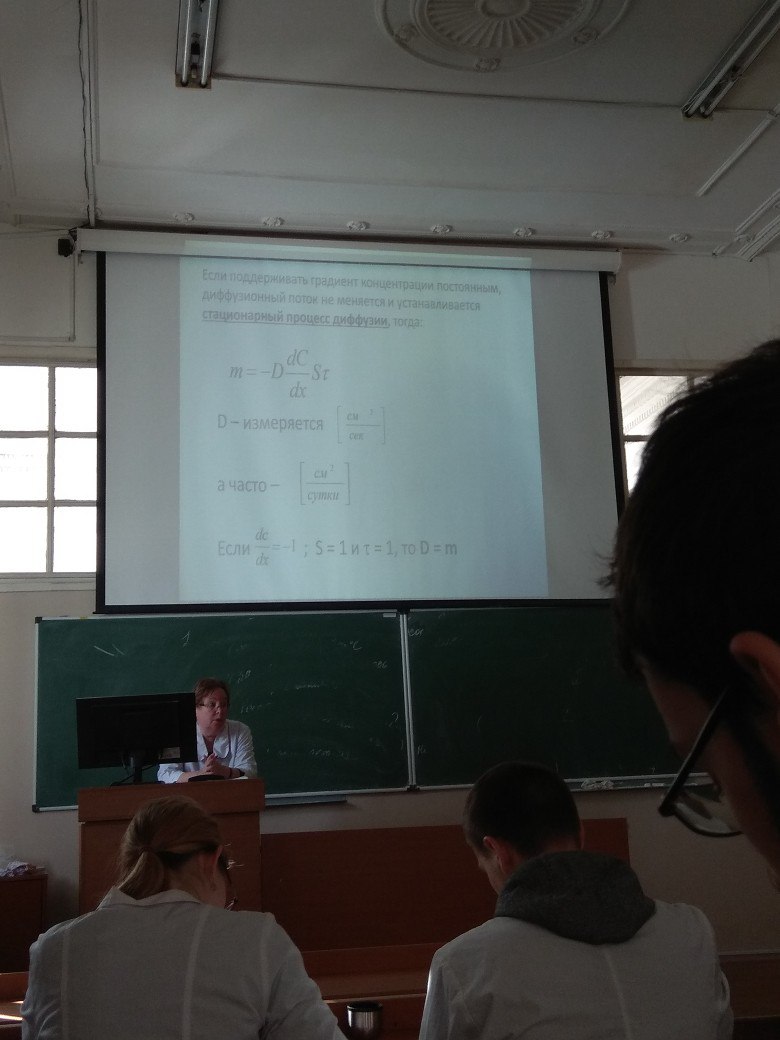 Если поддерживать градиент концентрации постоянным,
диффузионный поток не меняется и устанавливается
стационарный процесс диффузии, тогда:
m = −D dC/dx Sτ
D – измеряется [см²/сек]
а часто – [см²/сутки]
Если dc/dx = −1 ; S = 1 и τ = 1, то D = m
1